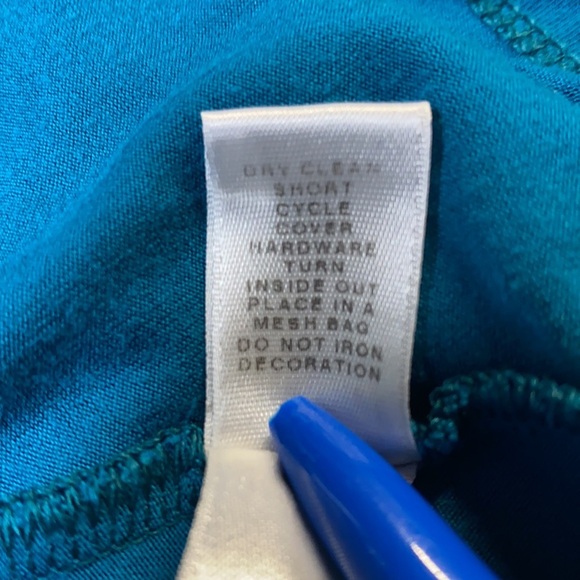 DRY CLEAN
SHORT
CYCLE
COVER
HARDWARE
TURN
INSIDE OUT
PLACE IN A
MESH BAG
DO NOT IRON
DECORATION